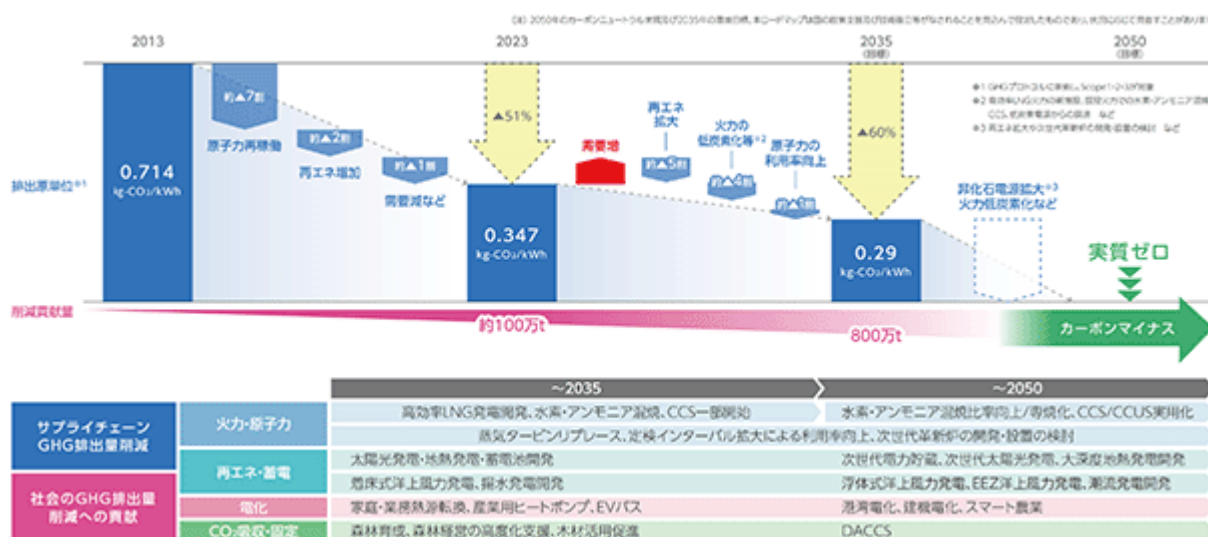 2013
2023
2035
(目標)
2050
(目標)
排出原単位※1
0.714
kg-CO₂/kWh
約▲7割
原子力再稼働
約▲2割
再エネ増加
約▲1割
需要減など
▲51%
0.347
kg-CO₂/kWh
需要増
再エネ
拡大
約▲5割
火力の
低炭素化等※2
約▲4割
原子力の
利用率向上
▲60%
0.29
kg-CO₂/kWh
非化石電源拡大※3
火力低炭素化など
実質ゼロ
削減貢献量
約100万t
800万t
カーボンマイナス
～2035
～2050
サプライチェーン
GHG排出量削減
社会のGHG排出量
削減への貢献
火力・原子力
高効率LNG発電開発、水素・アンモニア混焼、CCS一部開始
水素・アンモニア混焼比率向上/専焼化、CCS/CCUS実用化
蒸気タービンリプレース、定検インターバル拡大による利用率向上、次世代革新炉の開発・設置の検討
再エネ・蓄電
太陽光発電・地熱発電・蓄電池開発
次世代電力貯蔵、次世代太陽光発電、大深度地熱発電開発
着床式洋上風力発電、揚水発電開発
浮体式洋上風力発電、EEZ洋上風力発電、潮流発電開発
電化
家庭・業務熱源転換、産業用ヒートポンプ、EVバス
港湾電化、建機電化、スマート農業
CO₂吸収・固定
森林育成、森林経営の高度化支援、木材活用促進
DACCS